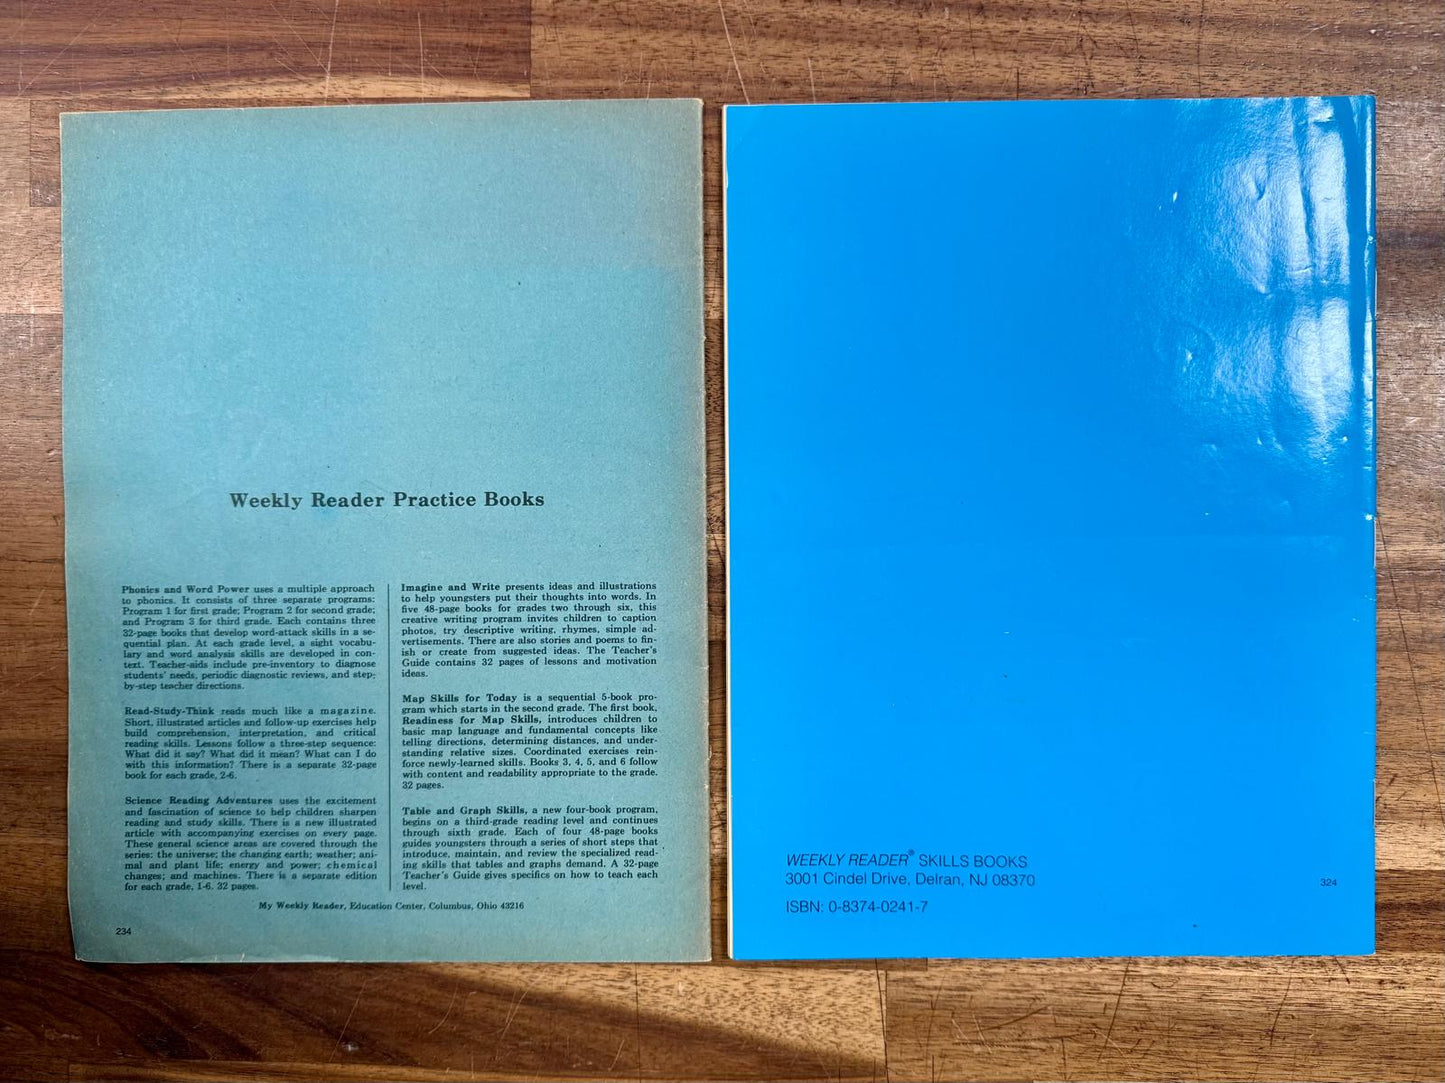 Weekly Reader Practice Books
Phonics and Word Power uses a multiple approach
to phonics. It consists of three separate programs:
Program 1 for first grade; Program 2 for second grade;
and Program 3 for third grade. Each contains three
32-page books that develop word-attack skills in a se-
quential plan. At each grade level, a sight vocabu-
lary and word analysis skills are developed in con-
text. Teacher-aids include pre-inventory to diagnose
students' needs, periodic diagnostic reviews, and step-
by-step teacher directions.
Read-Study-Think reads much like a magazine.
Short, illustrated articles and follow-up exercises help
build comprehension, interpretation, and critical
reading skills. Lessons follow a three-step sequence:
What did it say? What did it mean? What can I do
with this information? There is a separate 32-page
book for each grade, 2-6.
Science Reading Adventures uses the excitement
and fascination of science to help children sharpen
reading and study skills. There is a new illustrated
article with accompanying exercises on every page.
These general science areas are covered through the
series: the universe; the changing earth; weather; ani-
mal and plant life; energy and power; chemical
changes; and machines. There is a separate edition
for each grade, 1-6. 32 pages.
Imagine and Write presents ideas and illustrations
to help youngsters put their thoughts into words. In
five 48-page books for grades two through six, this
creative writing program invites children to caption
photos, try descriptive writing, rhymes, simple ad-
vertisements. There are also stories and poems to fin-
ish or create from suggested ideas. The Teacher's
Guide contains 32 pages of lessons and motivation
ideas.
Map Skills for Today is a sequential 5-book pro-
gram which starts in the second grade. The first book,
Readiness for Map Skills, introduces children to
basic map language and fundamental concepts like
telling directions, determining distances, and under-
standing relative sizes. Coordinated exercises rein-
force newly-learned skills. Books 3, 4, 5, and 6 follow
with content and readability appropriate to the grade.
32 pages.
Table and Graph Skills, a new four-book program,
begins on a third-grade reading level and continues
through sixth grade. Each of four 48-page books
guides youngsters through a series of short steps that
introduce, maintain, and review the specialized read-
ing skills that tables and graphs demand. A 32-page
Teacher's Guide gives specifics on how to teach each
level.
My Weekly Reader, Education Center, Columbus, Ohio 43216
234
WEEKLY READER® SKILLS BOOKS
3001 Cindel Drive, Delran, NJ 08370
324
ISBN: 0-8374-0241-7